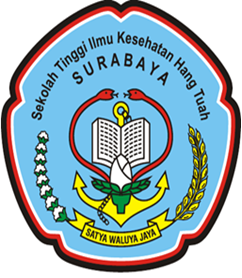 Sekolah Tinggi Ilmu Kesehatan Hang Tuah
SURABAYA
SATYA WALUYA JAYA